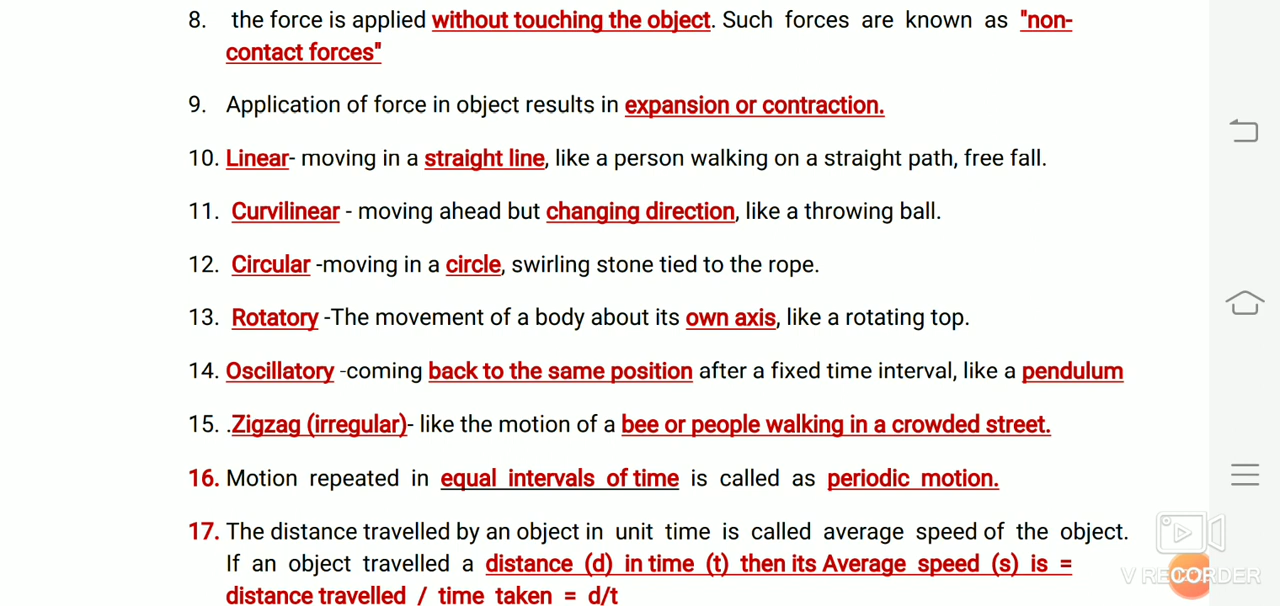 8. the force is applied without touching the object. Such forces are known as "non-
contact forces"
9. Application of force in object results in expansion or contraction.
10. Linear- moving in a straight line, like a person walking on a straight path, free fall.
11. Curvilinear - moving ahead but changing direction, like a throwing ball.
12. Circular -moving in a circle, swirling stone tied to the rope.
13. Rotatory -The movement of a body about its own axis, like a rotating top.
14. Oscillatory -coming back to the same position after a fixed time interval, like a pendulum
15. .Zigzag (irregular)- like the motion of a bee or people walking in a crowded street.
16. Motion repeated in equal intervals of time is called as periodic motion.
17. The distance travelled by an object in unit time is called average speed of the object.
If an object travelled a distance (d) in time (t) then its Average speed (s) is =
distance travelled / time taken = d/t
V RECORDER